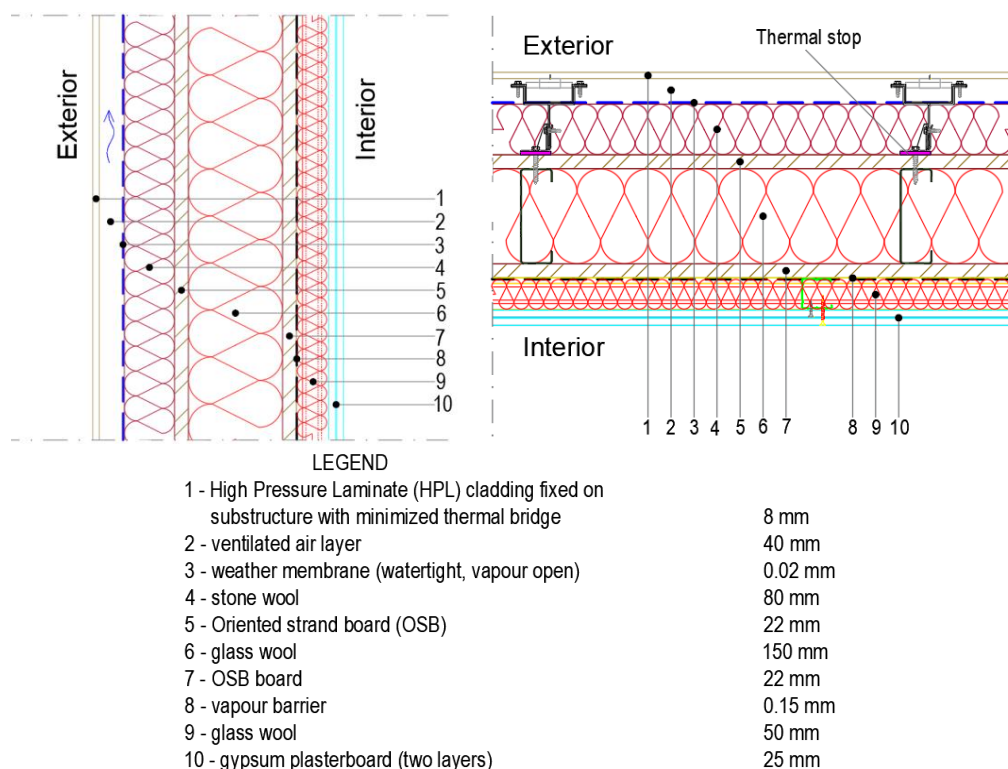 Exterior
Interior
1
2
3
4
5
6
7
8
9
10
Exterior
Thermal stop
Interior
1 2 3 4 5 6 7 8 9 10
LEGEND
1 - High Pressure Laminate (HPL) cladding fixed on
substructure with minimized thermal bridge 8 mm
2 - ventilated air layer 40 mm
3 - weather membrane (watertight, vapour open) 0.02 mm
4 - stone wool 80 mm
5 - Oriented strand board (OSB) 22 mm
6 - glass wool 150 mm
7 - OSB board 22 mm
8 - vapour barrier 0.15 mm
9 - glass wool 50 mm
10 - gypsum plasterboard (two layers) 25 mm